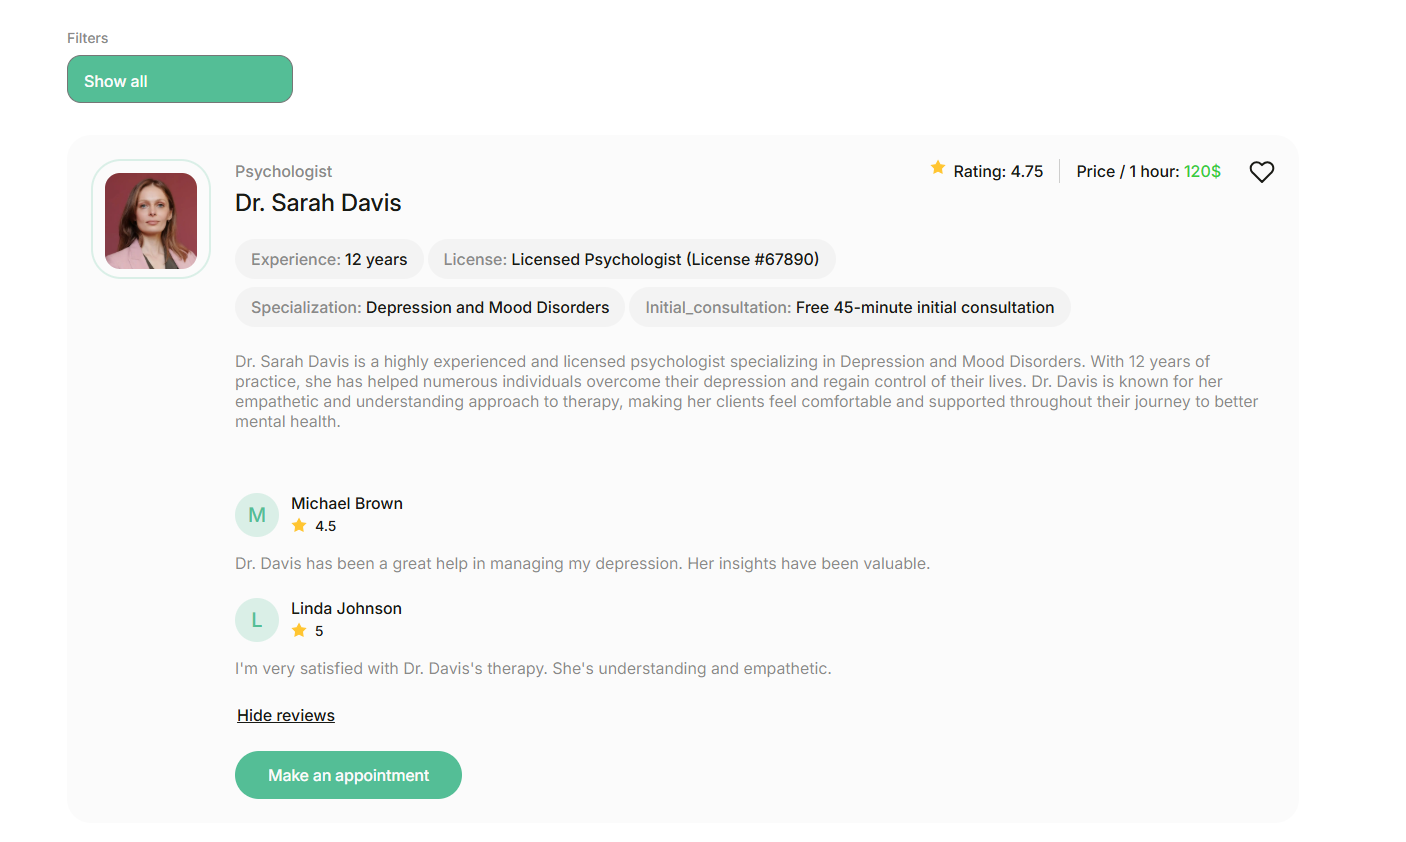 Filters
Show all
Psychologist
Rating: 4.75
Price / 1 hour: 120$
Dr. Sarah Davis
Experience: 12 years
License: Licensed Psychologist (License #67890)
Specialization: Depression and Mood Disorders
Initial_consultation: Free 45-minute initial consultation
Dr. Sarah Davis is a highly experienced and licensed psychologist specializing in Depression and Mood Disorders. With 12 years of
practice, she has helped numerous individuals overcome their depression and regain control of their lives. Dr. Davis is known for her
empathetic and understanding approach to therapy, making her clients feel comfortable and supported throughout their journey to better
mental health.
M
Michael Brown
4.5
Dr. Davis has been a great help in managing my depression. Her insights have been valuable.
L
Linda Johnson
5
I'm very satisfied with Dr. Davis's therapy. She's understanding and empathetic.
Hide reviews
Make an appointment